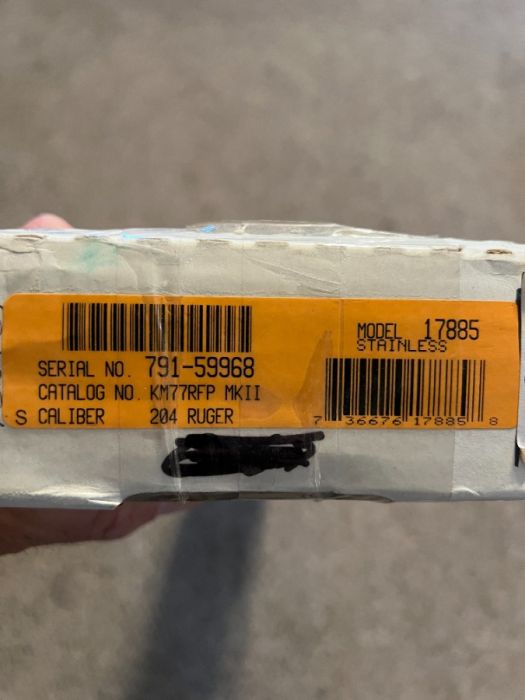 SERIAL NO. 791-59968
CATALOG NO. KM77RFP MKII
S CALIBER 204 RUGER
MODEL 17885
STAINLESS
7 36676 17885 8